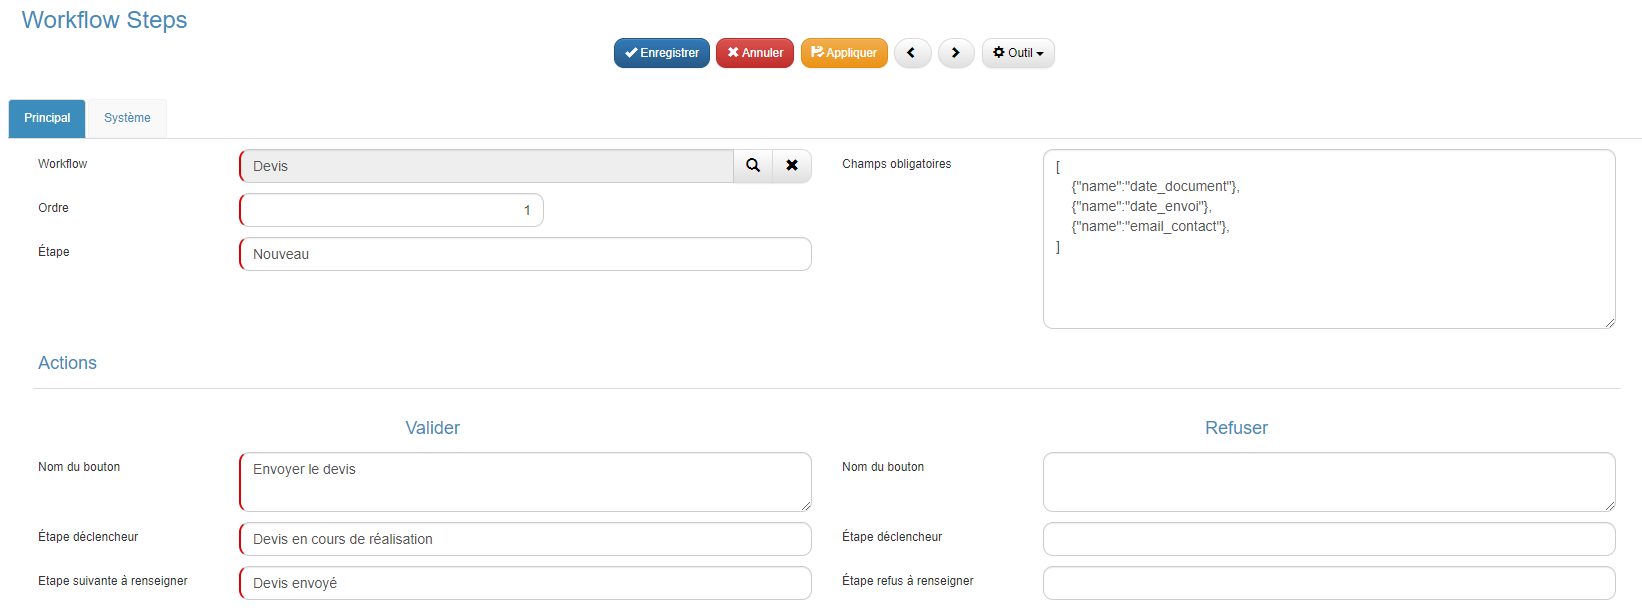 Workflow Steps
Enregistrer Annuler Appliquer Outil
Principal Système
Workflow Devis
Ordre 1
Étape Nouveau
Champs obligatoires
[
{"name":"date_document"},
{"name":"date_envoi"},
{"name":"email_contact"},
]
Actions
Valider
Nom du bouton Envoyer le devis
Étape déclencheur Devis en cours de réalisation
Etape suivante à renseigner Devis envoyé
Refuser
Nom du bouton
Étape déclencheur
Étape refus à renseigner